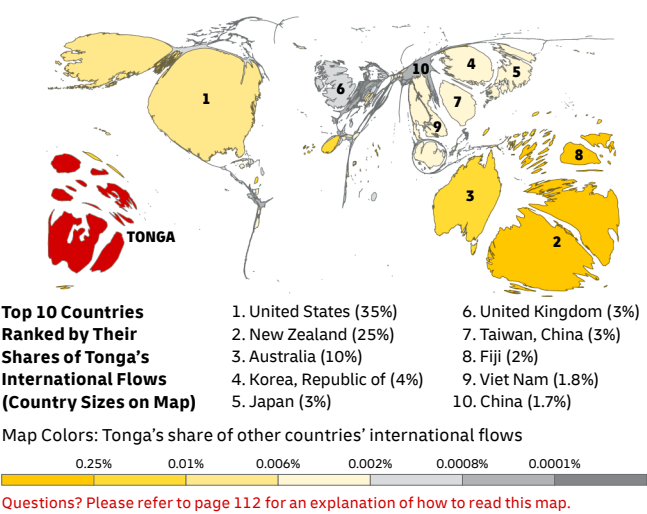 1
2
3
4
5
6
7
8
9
10
TONGA
Top 10 Countries
Ranked by Their
Shares of Tonga's
International Flows
(Country Sizes on Map)
1. United States (35%)
2. New Zealand (25%)
3. Australia (10%)
4. Korea, Republic of (4%)
5. Japan (3%)
6. United Kingdom (3%)
7. Taiwan, China (3%)
8. Fiji (2%)
9. Viet Nam (1.8%)
10. China (1.7%)
Map Colors: Tonga's share of other countries' international flows
0.25% 0.01% 0.006% 0.002% 0.0008% 0.0001%
Questions? Please refer to page 112 for an explanation of how to read this map.